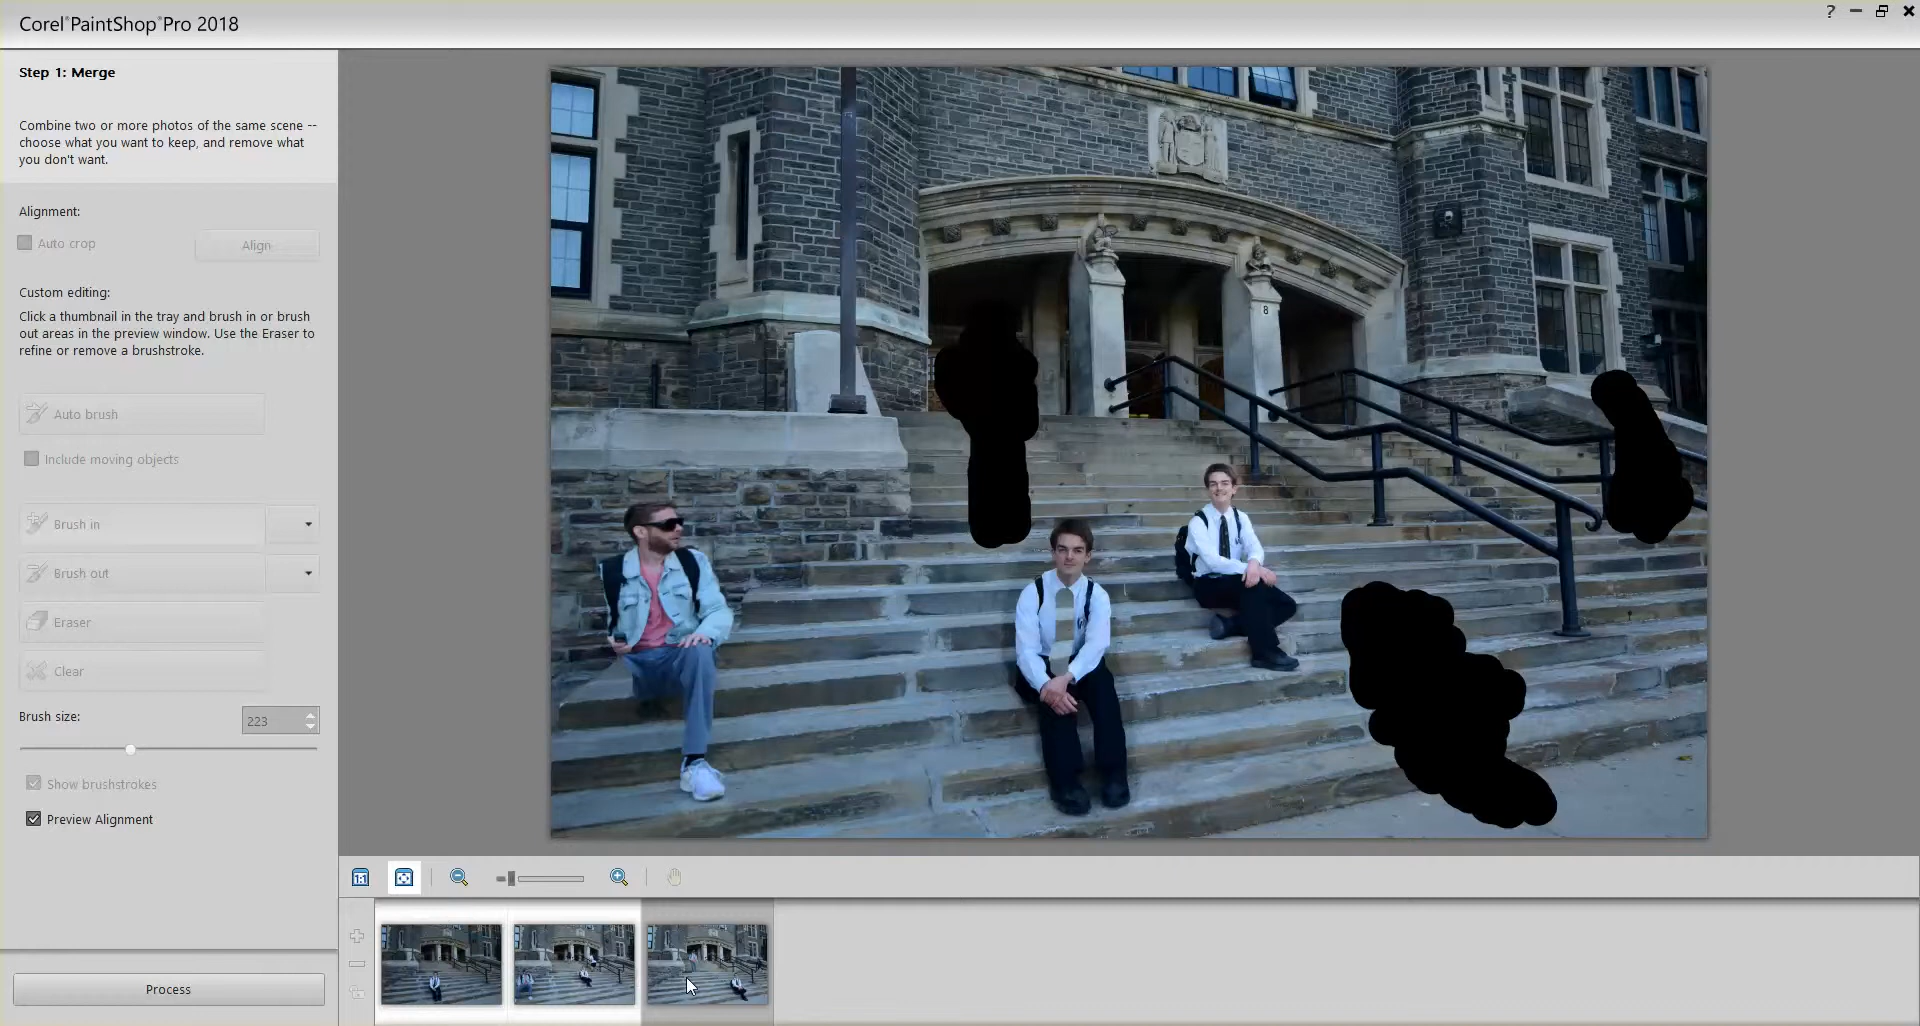 Corel®PaintShop®Pro 2018
?
Step 1: Merge
Combine two or more photos of the same scene --
choose what you want to keep, and remove what
you don't want.
Alignment:
Auto crop
Align
Custom editing:
Click a thumbnail in the tray and brush in or brush
out areas in the preview window. Use the Eraser to
refine or remove a brushstroke.
Auto brush
Include moving objects
Brush in
Brush out
Eraser
Clear
Brush size:
223
Show brushstrokes
Preview Alignment
Process
8
1:1